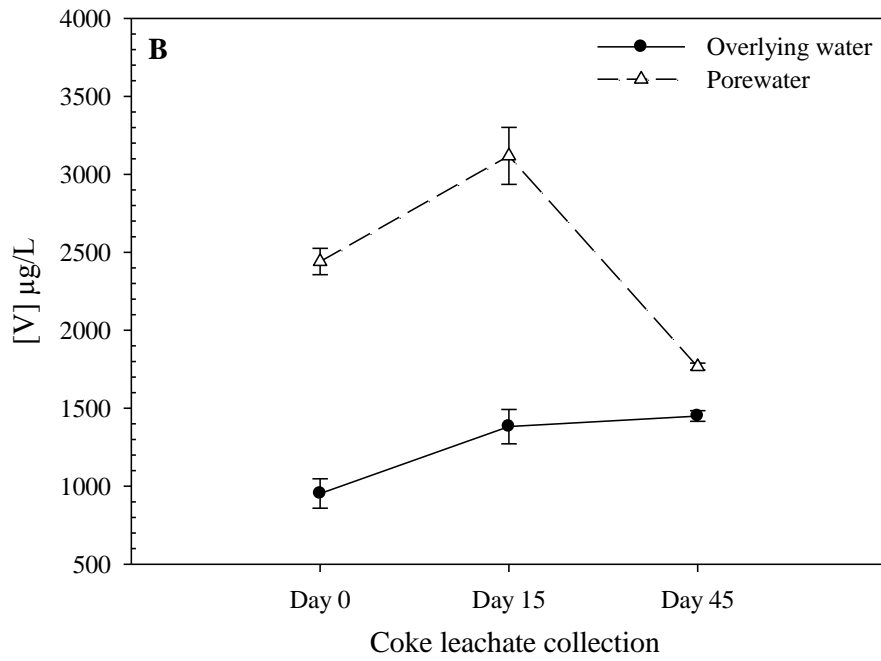 B
Overlying water
Porewater
4000
3500
3000
2500
2000
1500
1000
500
[V] µg/L
Day 0 Day 15 Day 45
Coke leachate collection